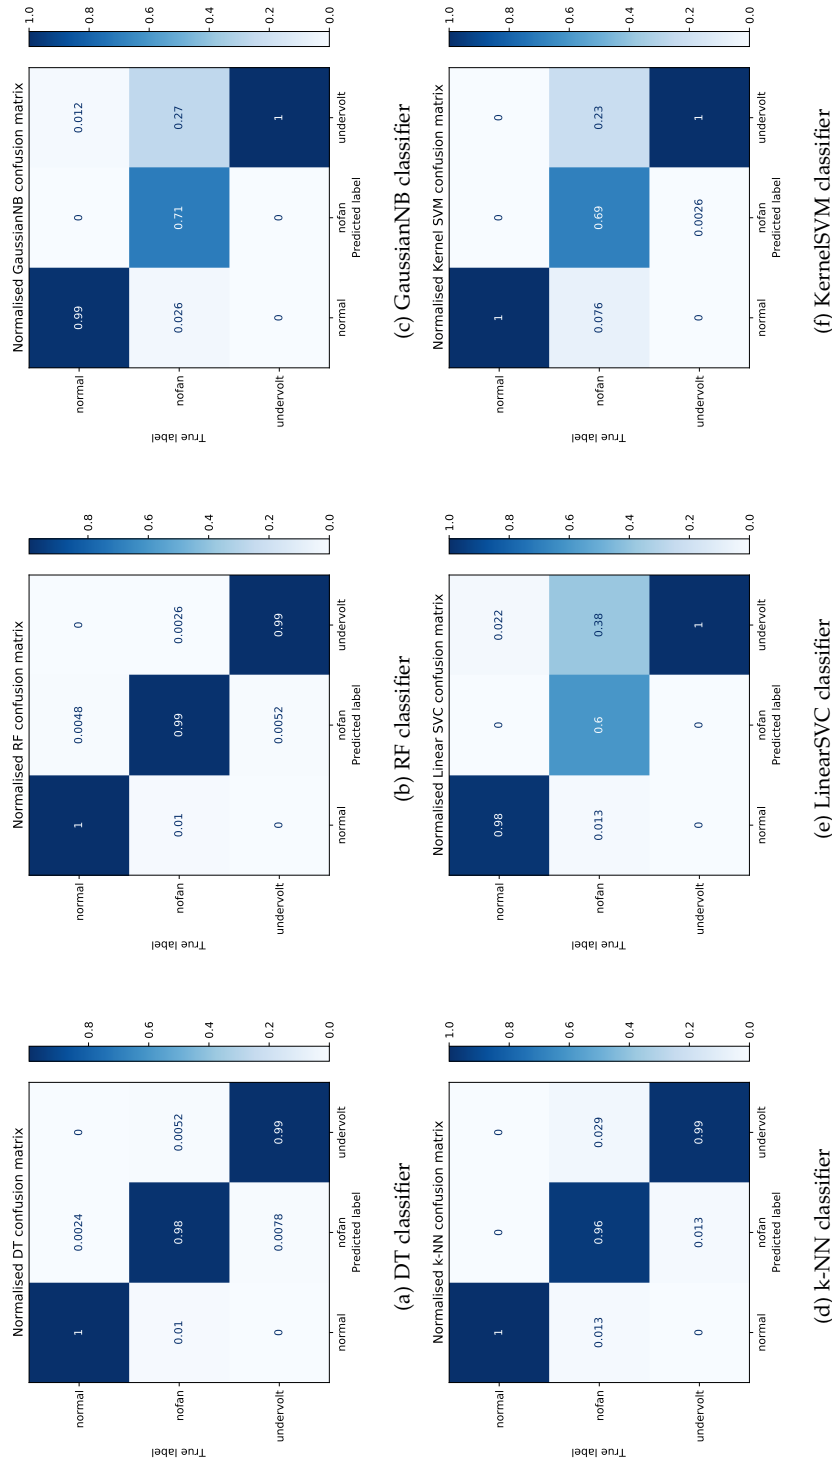 Normalised DT confusion matrix
True label
normal
1
0.0024
0
nofan
0.01
0.98
0.0052
undervolt
0
0.0078
0.99
normal
nofan
undervolt
Predicted label
0.8
0.6
0.4
0.2
0.0
(a) DT classifier
Normalised RF confusion matrix
True label
normal
1
0.0048
0
nofan
0.01
0.99
0.0026
undervolt
0
0.0052
0.99
normal
nofan
undervolt
Predicted label
0.8
0.6
0.4
0.2
0.0
(b) RF classifier
Normalised GaussianNB confusion matrix
True label
normal
0.99
0
0.012
nofan
0.026
0.71
0.27
undervolt
0
0
1
normal
nofan
undervolt
Predicted label
1.0
0.8
0.6
0.4
0.2
0.0
(c) GaussianNB classifier
Normalised k-NN confusion matrix
True label
normal
1
0
0
nofan
0.013
0.96
0.029
undervolt
0
0.013
0.99
normal
nofan
undervolt
Predicted label
1.0
0.8
0.6
0.4
0.2
0.0
(d) k-NN classifier
Normalised Linear SVC confusion matrix
True label
normal
0.98
0
0.022
nofan
0.013
0.6
0.38
undervolt
0
0
1
normal
nofan
undervolt
Predicted label
1.0
0.8
0.6
0.4
0.2
0.0
(e) LinearSVC classifier
Normalised Kernel SVM confusion matrix
True label
normal
1
0
0
nofan
0.076
0.69
0.23
undervolt
0
0.0026
1
normal
nofan
undervolt
Predicted label
1.0
0.8
0.6
0.4
0.2
0.0
(f) KernelSVM classifier